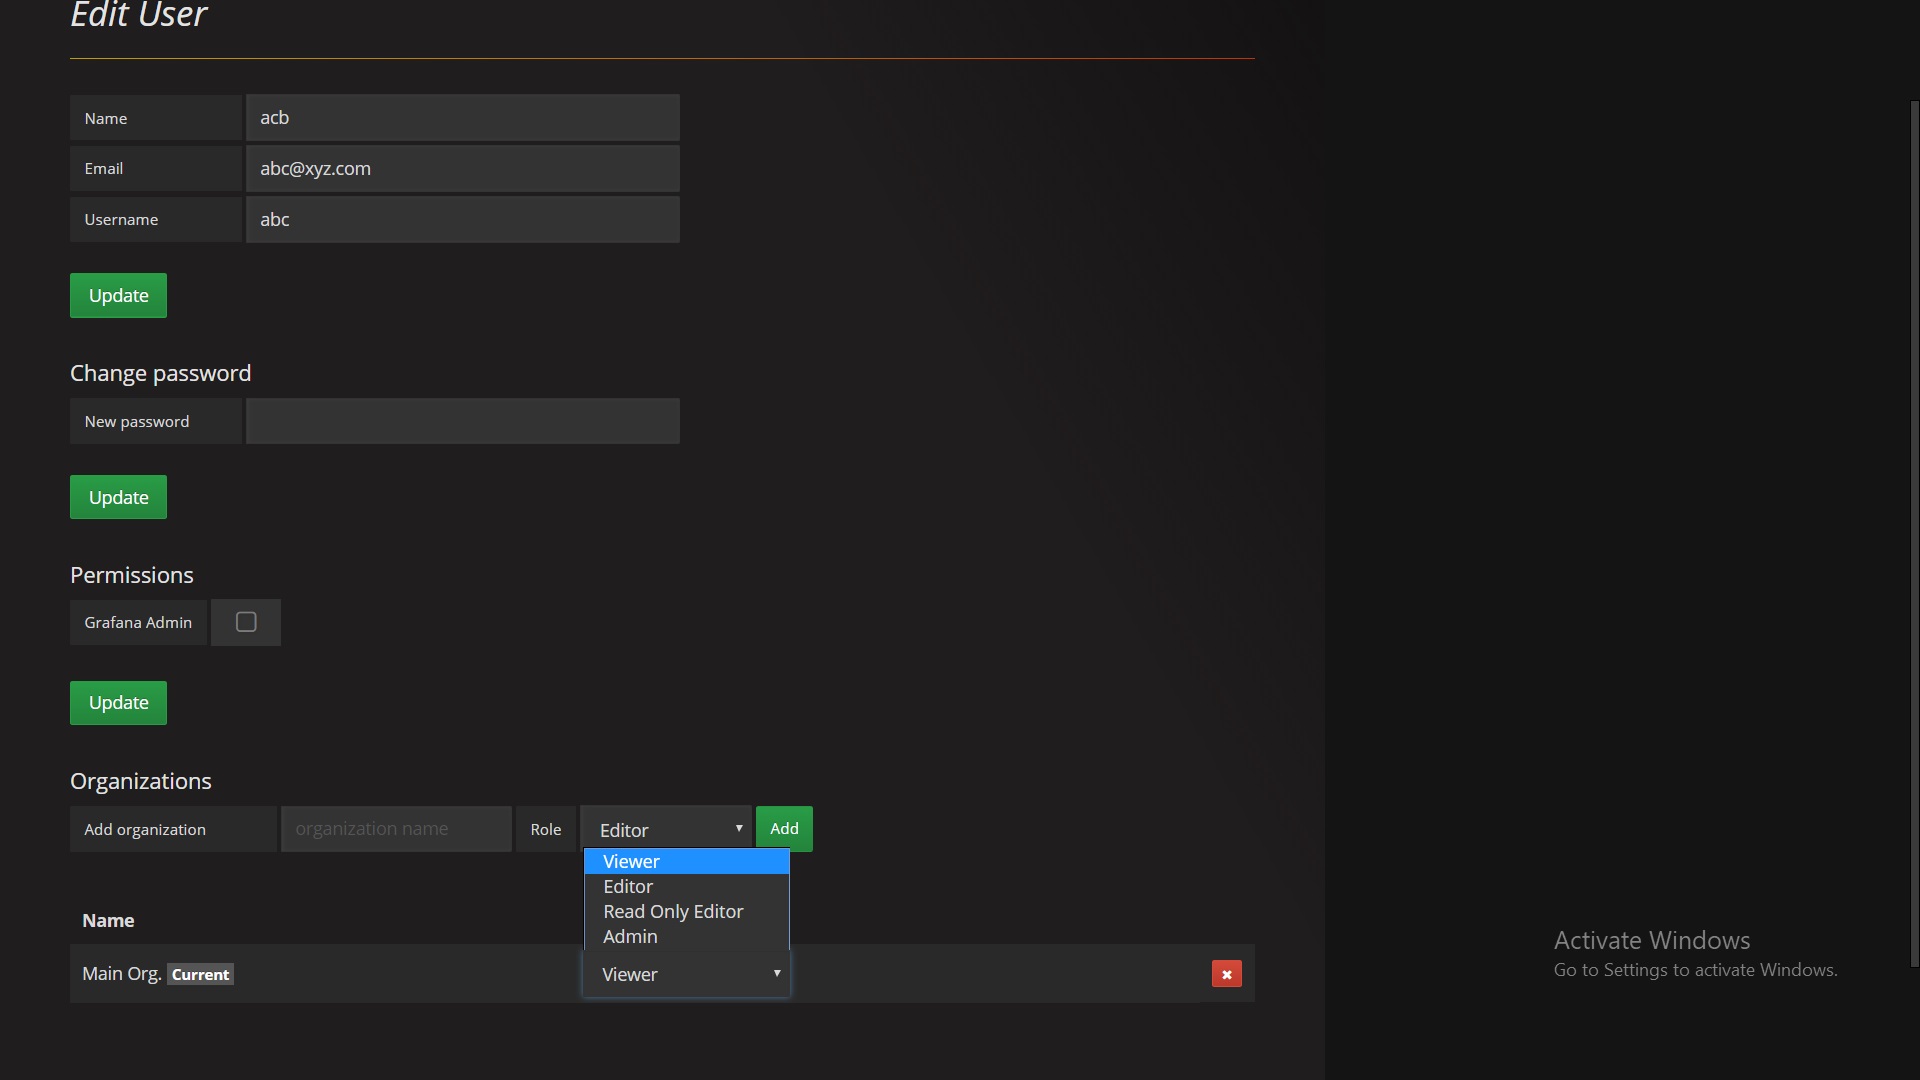 Edit User
Name acb
Email abc@xyz.com
Username abc
Update
Change password
New password
Update
Permissions
Grafana Admin
Update
Organizations
Add organization organization name Role Editor Add
Viewer
Editor
Read Only Editor
Admin
Name
Main Org. Current Viewer
Activate Windows
Go to Settings to activate Windows.